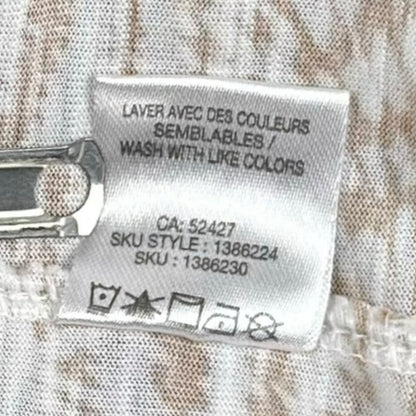 LAVER AVEC DES COULEURS
SEMBLABLES /
WASH WITH LIKE COLORS
CA: 52427
SKU STYLE : 1386224
SKU : 1386230